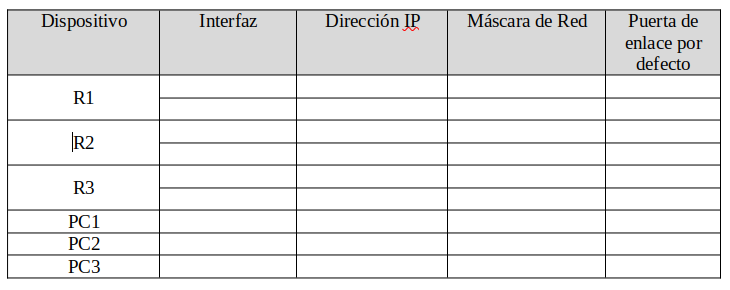 Dispositivo Interfaz Dirección IP Máscara de Red Puerta de
enlace por
defecto
R1
R2
R3
PC1
PC2
PC3